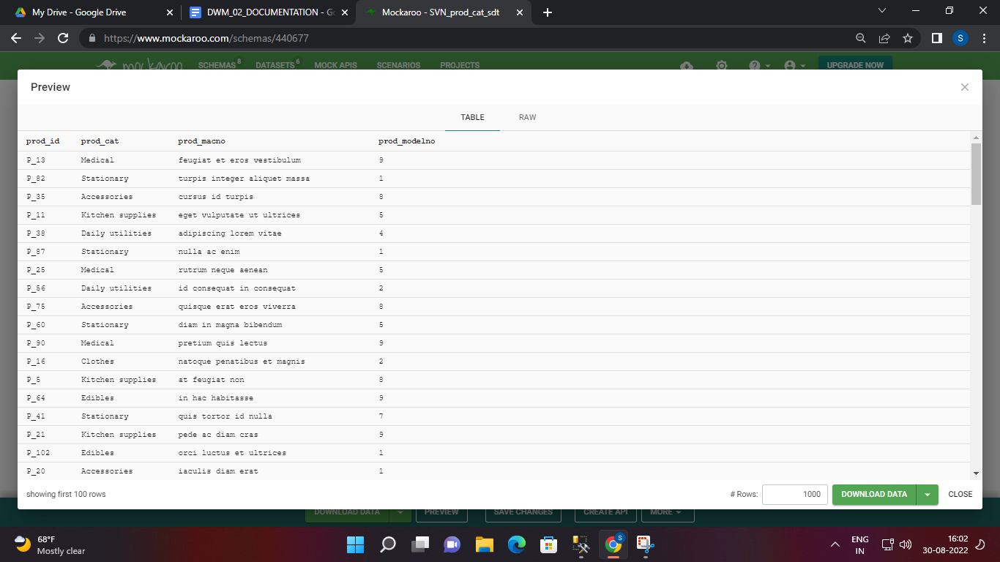 My Drive - Google Drive
DWM_02_DOCUMENTATION - Go
Mockaroo - SVN_prod_cat_sdt
https://www.mockaroo.com/schemas/440677
S
mockaroo SCHEMAS 8 DATASETS 6 MOCK APIS SCENARIOS PROJECTS UPGRADE NOW
Preview
TABLE RAW
prod_id prod_cat prod_macno prod_modelno
P_13 Medical feugiat et eros vestibulum 9
P_82 Stationary turpis integer aliquet massa 1
P_35 Accessories cursus id turpis 8
P_11 Kitchen supplies eget vulputate ut ultrices 5
P_38 Daily utilities adipiscing lorem vitae 4
P_87 Stationary nulla ac enim 1
P_25 Medical rutrum neque aenean 5
P_56 Daily utilities id consequat in consequat 2
P_75 Accessories quisque erat eros viverra 8
P_60 Stationary diam in magna bibendum 5
P_90 Medical pretium quis lectus 9
P_16 Clothes natoque penatibus et magnis 2
P_5 Kitchen supplies at feugiat non 8
P_64 Edibles in hac habitasse 9
P_41 Stationary quis tortor id nulla 7
P_21 Kitchen supplies pede ac diam cras 9
P_102 Edibles orci luctus et ultrices 1
P_20 Accessories iaculis diam erat 1
showing first 100 rows # Rows: 1000 DOWNLOAD DATA CLOSE
DOWNLOAD DATA PREVIEW SAVE CHANGES CREATE API MORE
68°F
Mostly clear
S
ENG
IN
16:02
30-08-2022